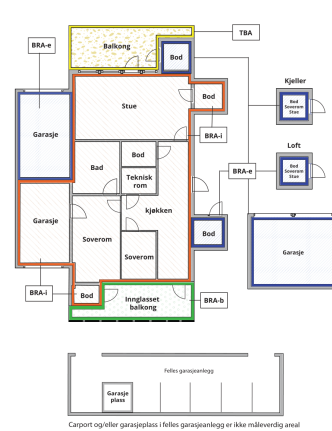 TBA
Balkong
BRA-e
Bod
Kjeller
Stue
Bod
Bod
Soverom
Stue
Garasje
BRA-i
Loft
Bod
Bad
Teknisk
rom
BRA-e
Bod
Soverom
Stue
Garasje
kjøkken
Soverom
Bod
Garasje
Soverom
BRA-i
Bod
Innglasset
balkong
BRA-b
Felles garasjeanlegg
Garasje
plass
Carport og/eller garasjeplass i felles garasjeanlegg er ikke måleverdig areal